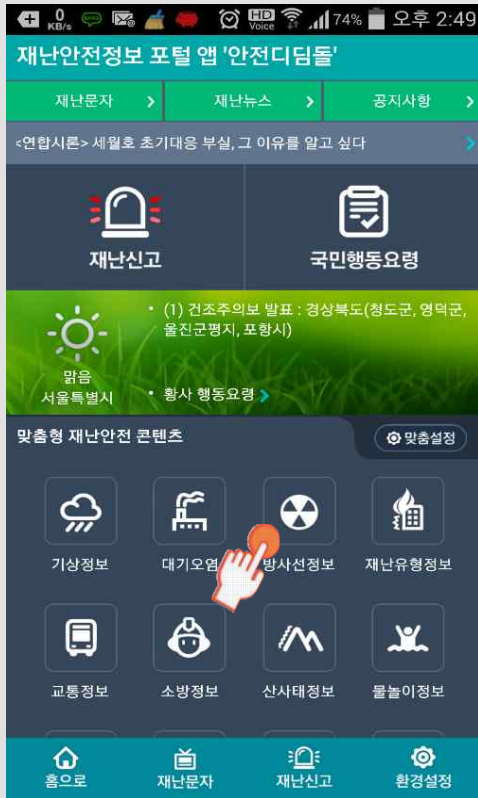 0 KB/s HD Voice 74% 오후 2:49
재난안전정보 포털 앱 '안전디딤돌'
재난문자 > 재난뉴스 > 공지사항 >
<연합시론> 세월호 초기대응 부실, 그 이유를 알고 싶다 >
재난신고 국민행동요령
• (1) 건조주의보 발표 : 경상북도(청도군, 영덕군,
울진군평지, 포항시)
맑음
서울특별시
• 황사 행동요령 >
맞춤형 재난안전 콘텐츠 맞춤설정
기상정보 대기오염 방사선정보 재난유형정보
교통정보 소방정보 산사태정보 물놀이정보
홈으로 재난문자 재난신고 환경설정